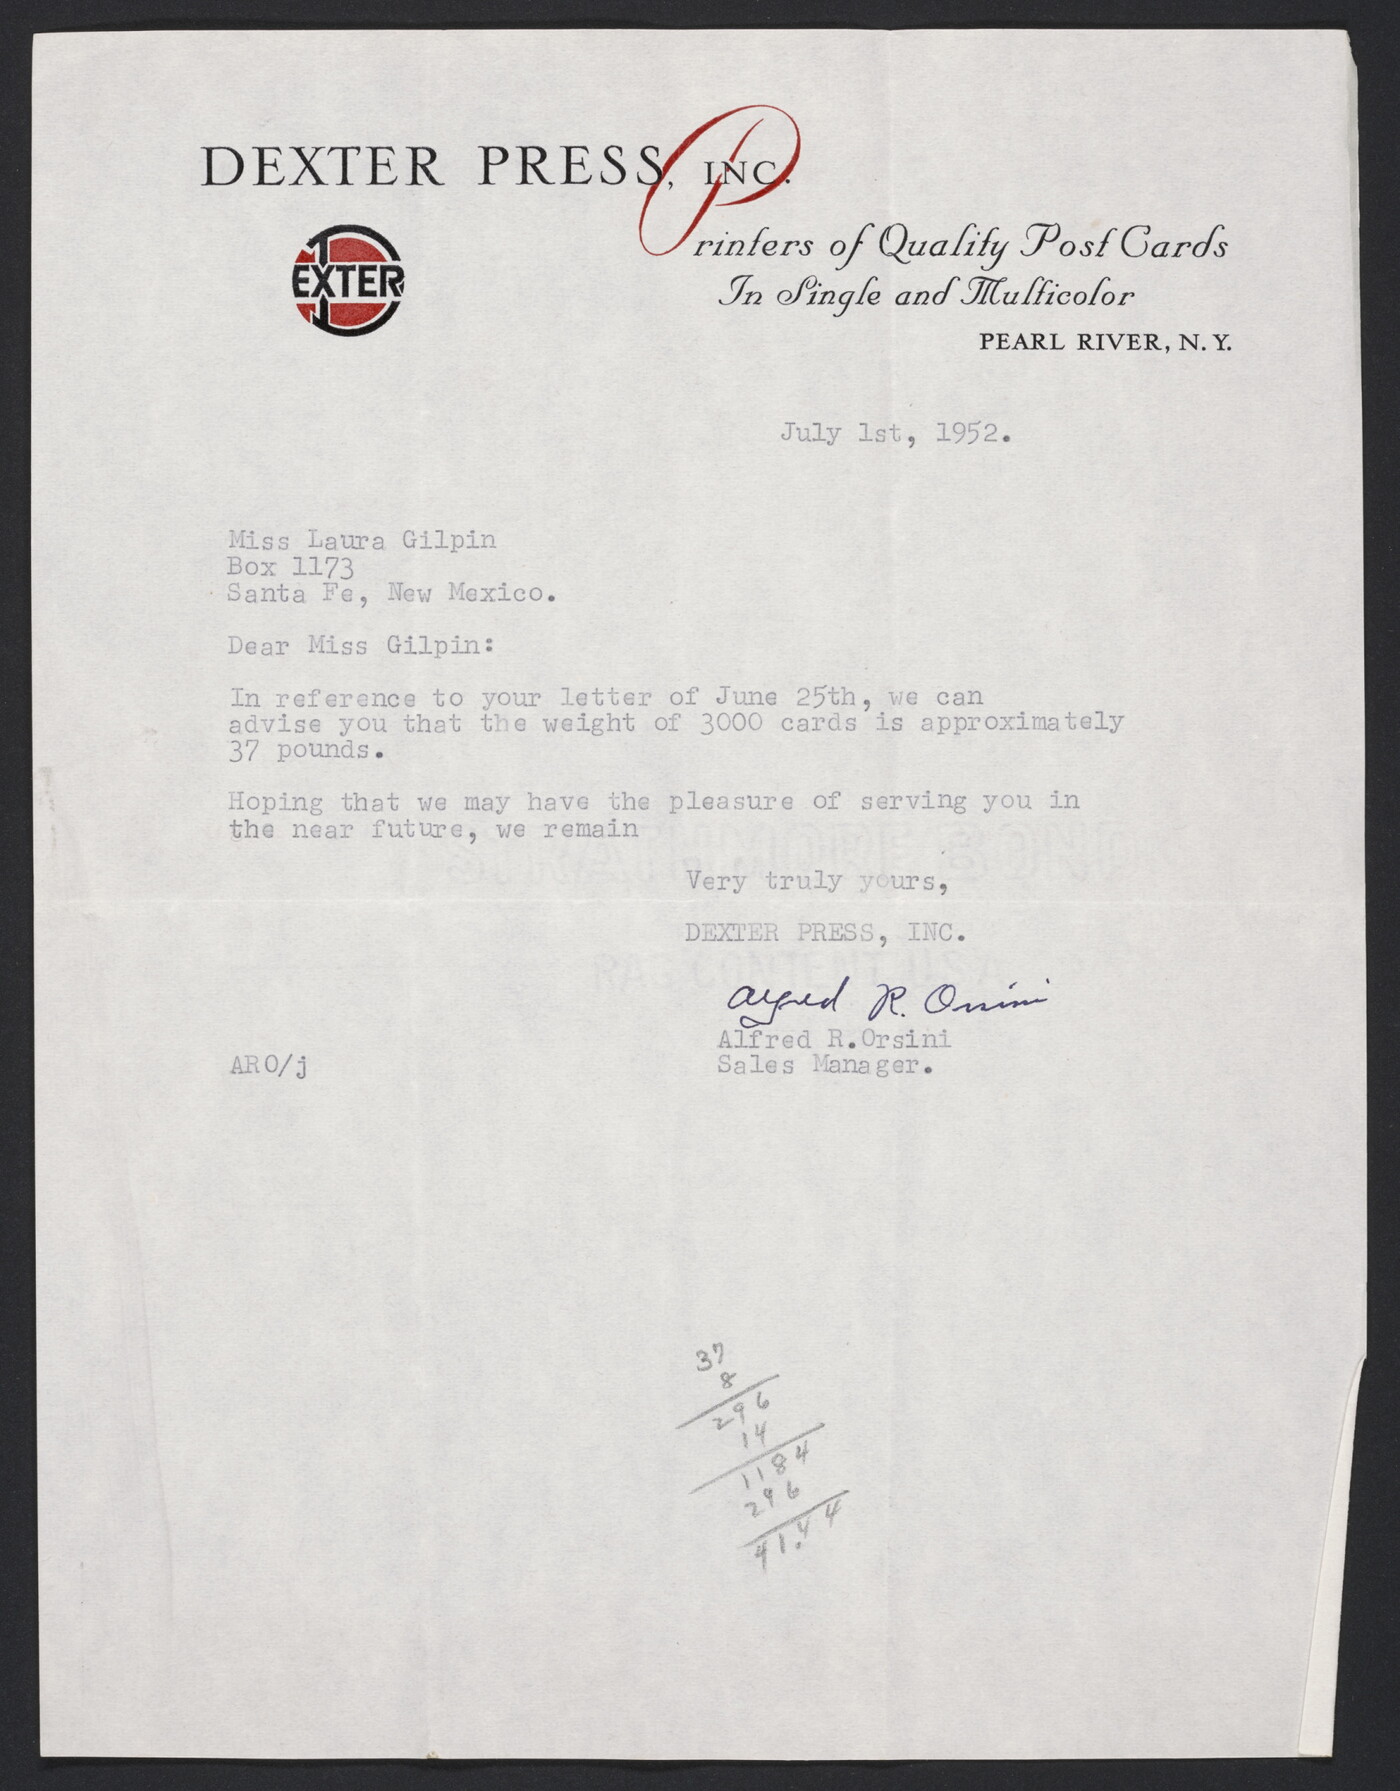 DEXTER PRESS, INC.
Printers of Quality Post Cards
In Single and Multicolor
PEARL RIVER, N. Y.
DEXTER
July 1st, 1952.
Miss Laura Gilpin
Box 1173
Santa Fe, New Mexico.
Dear Miss Gilpin:
In reference to your letter of June 25th, we can
advise you that the weight of 3000 cards is approximately
37 pounds.
Hoping that we may have the pleasure of serving you in
the near future, we remain
STRATHMORE BOND
Very truly yours,
DEXTER PRESS, INC.
RAG CONTENT U.S.A.
Alfred R. Orsini
Alfred R.Orsini
ARO/j Sales Manager.
37
8
296
14
1184
296
41.44